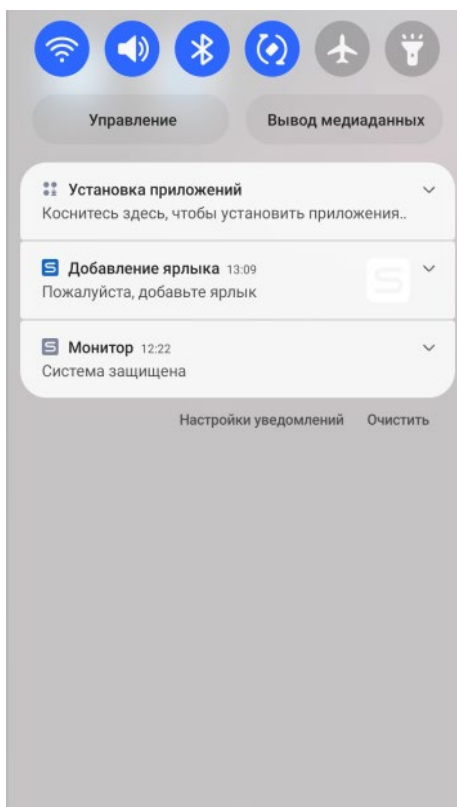 Управление Вывод медиаданных
Установка приложений
Коснитесь здесь, чтобы установить приложения..
Добавление ярлыка 13:09
Пожалуйста, добавьте ярлык
Монитор 12:22
Система защищена
Настройки уведомлений Очистить